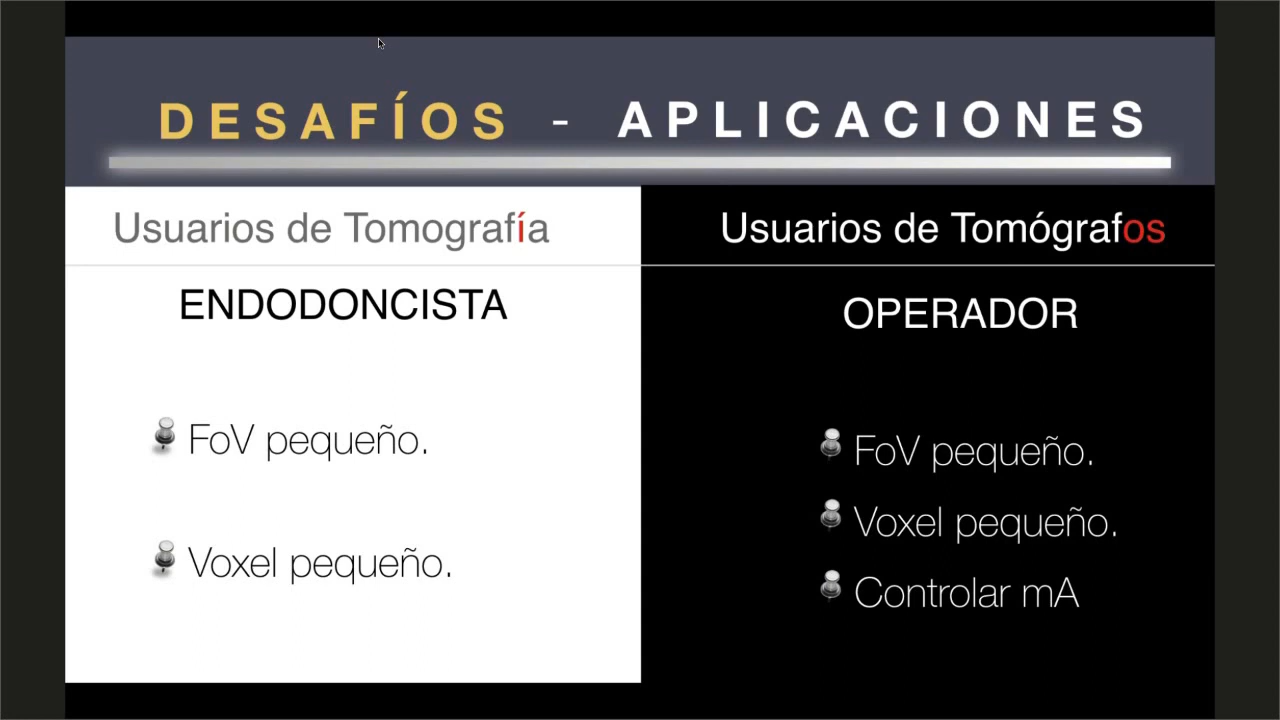 DESAFÍOS - APLICACIONES
Usuarios de Tomografía
ENDODONCISTA
FoV pequeño.
Voxel pequeño.
Usuarios de Tomógrafos
OPERADOR
FoV pequeño.
Voxel pequeño.
Controlar mA